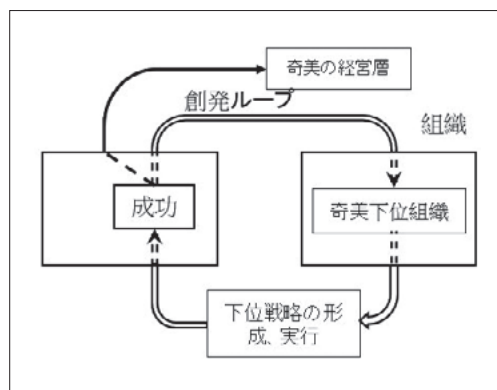 奇美の経営層
創発ループ
組織
成功
奇美下位組織
下位戦略の形
成、実行